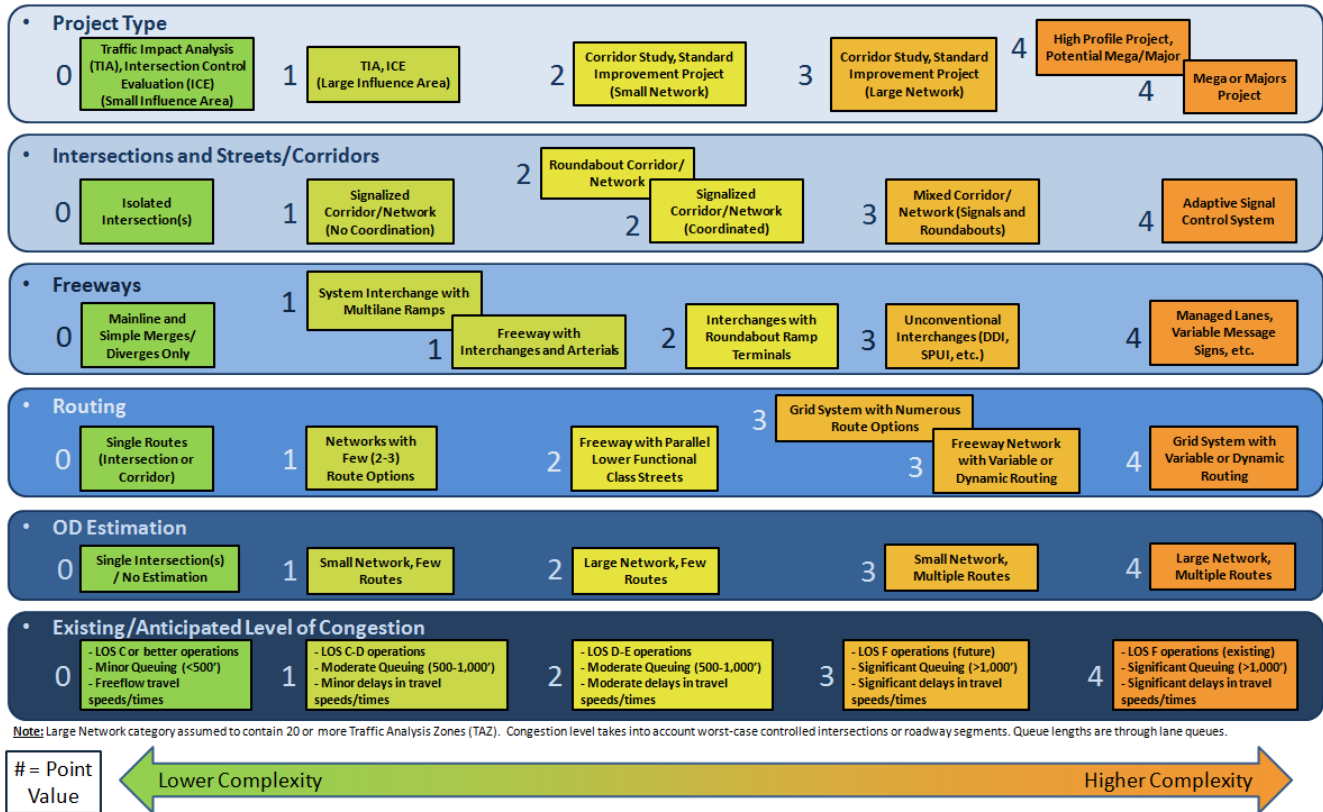 • Project Type
0
Traffic Impact Analysis
(TIA), Intersection Control
Evaluation (ICE)
(Small Influence Area)
1
TIA, ICE
(Large Influence Area)
2
Corridor Study, Standard
Improvement Project
(Small Network)
3
Corridor Study, Standard
Improvement Project
(Large Network)
4
High Profile Project,
Potential Mega/Major
4
Mega or Majors
Project
• Intersections and Streets/Corridors
0
Isolated
Intersection(s)
1
Signalized
Corridor/Network
(No Coordination)
2
Roundabout Corridor/
Network
2
Signalized
Corridor/Network
(Coordinated)
3
Mixed Corridor/
Network (Signals and
Roundabouts)
4
Adaptive Signal
Control System
• Freeways
0
Mainline and
Simple Merges/
Diverges Only
1
System Interchange with
Multilane Ramps
1
Freeway with
Interchanges and Arterials
2
Interchanges with
Roundabout Ramp
Terminals
3
Unconventional
Interchanges (DDI,
SPUI, etc.)
4
Managed Lanes,
Variable Message
Signs, etc.
• Routing
0
Single Routes
(Intersection or
Corridor)
1
Networks with
Few (2-3)
Route Options
2
Freeway with Parallel
Lower Functional
Class Streets
3
Grid System with Numerous
Route Options
3
Freeway Network
with Variable or
Dynamic Routing
4
Grid System with
Variable or Dynamic
Routing
• OD Estimation
0
Single Intersection(s)
/ No Estimation
1
Small Network, Few
Routes
2
Large Network, Few
Routes
3
Small Network,
Multiple Routes
4
Large Network,
Multiple Routes
• Existing/Anticipated Level of Congestion
0
- LOS C or better operations
- Minor Queuing (<500')
- Freeflow travel
speeds/times
1
- LOS C-D operations
- Moderate Queuing (500-1,000')
- Minor delays in travel
speeds/times
2
- LOS D-E operations
- Moderate Queuing (500-1,000')
- Moderate delays in travel
speeds/times
3
- LOS F operations (future)
- Significant Queuing (>1,000')
- Significant delays in travel
speeds/times
4
- LOS F operations (existing)
- Significant Queuing (>1,000')
- Significant delays in travel
speeds/times
Note: Large Network category assumed to contain 20 or more Traffic Analysis Zones (TAZ). Congestion level takes into account worst-case controlled intersections or roadway segments. Queue lengths are through lane queues.
# = Point
Value
Lower Complexity
Higher Complexity